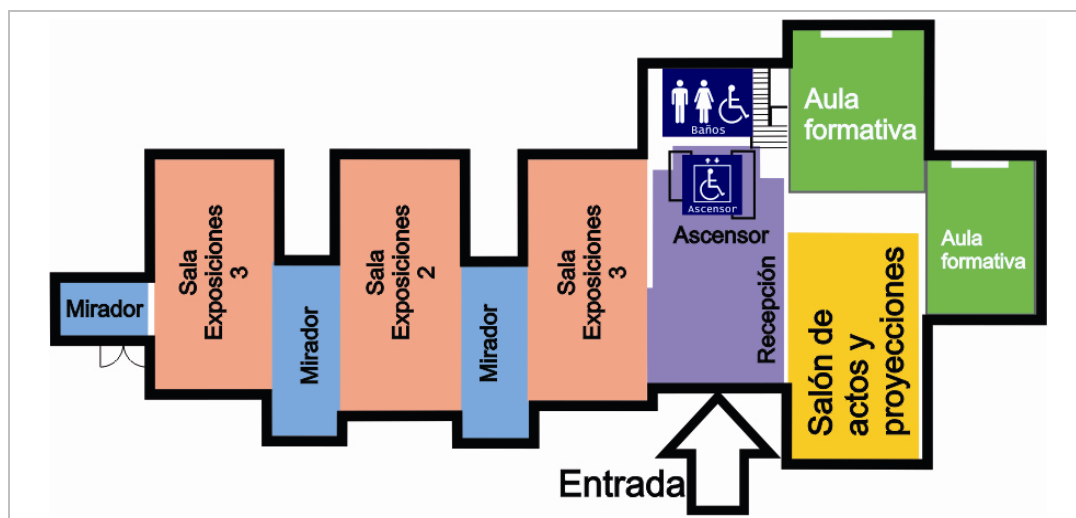 Baños
Aula
formativa
Ascensor
Ascensor
Sala
Exposiciones
3
Sala
Exposiciones
2
Sala
Exposiciones
3
Aula
formativa
Mirador
Mirador
Mirador
Recepción
Salón de
actos y
proyecciones
Entrada